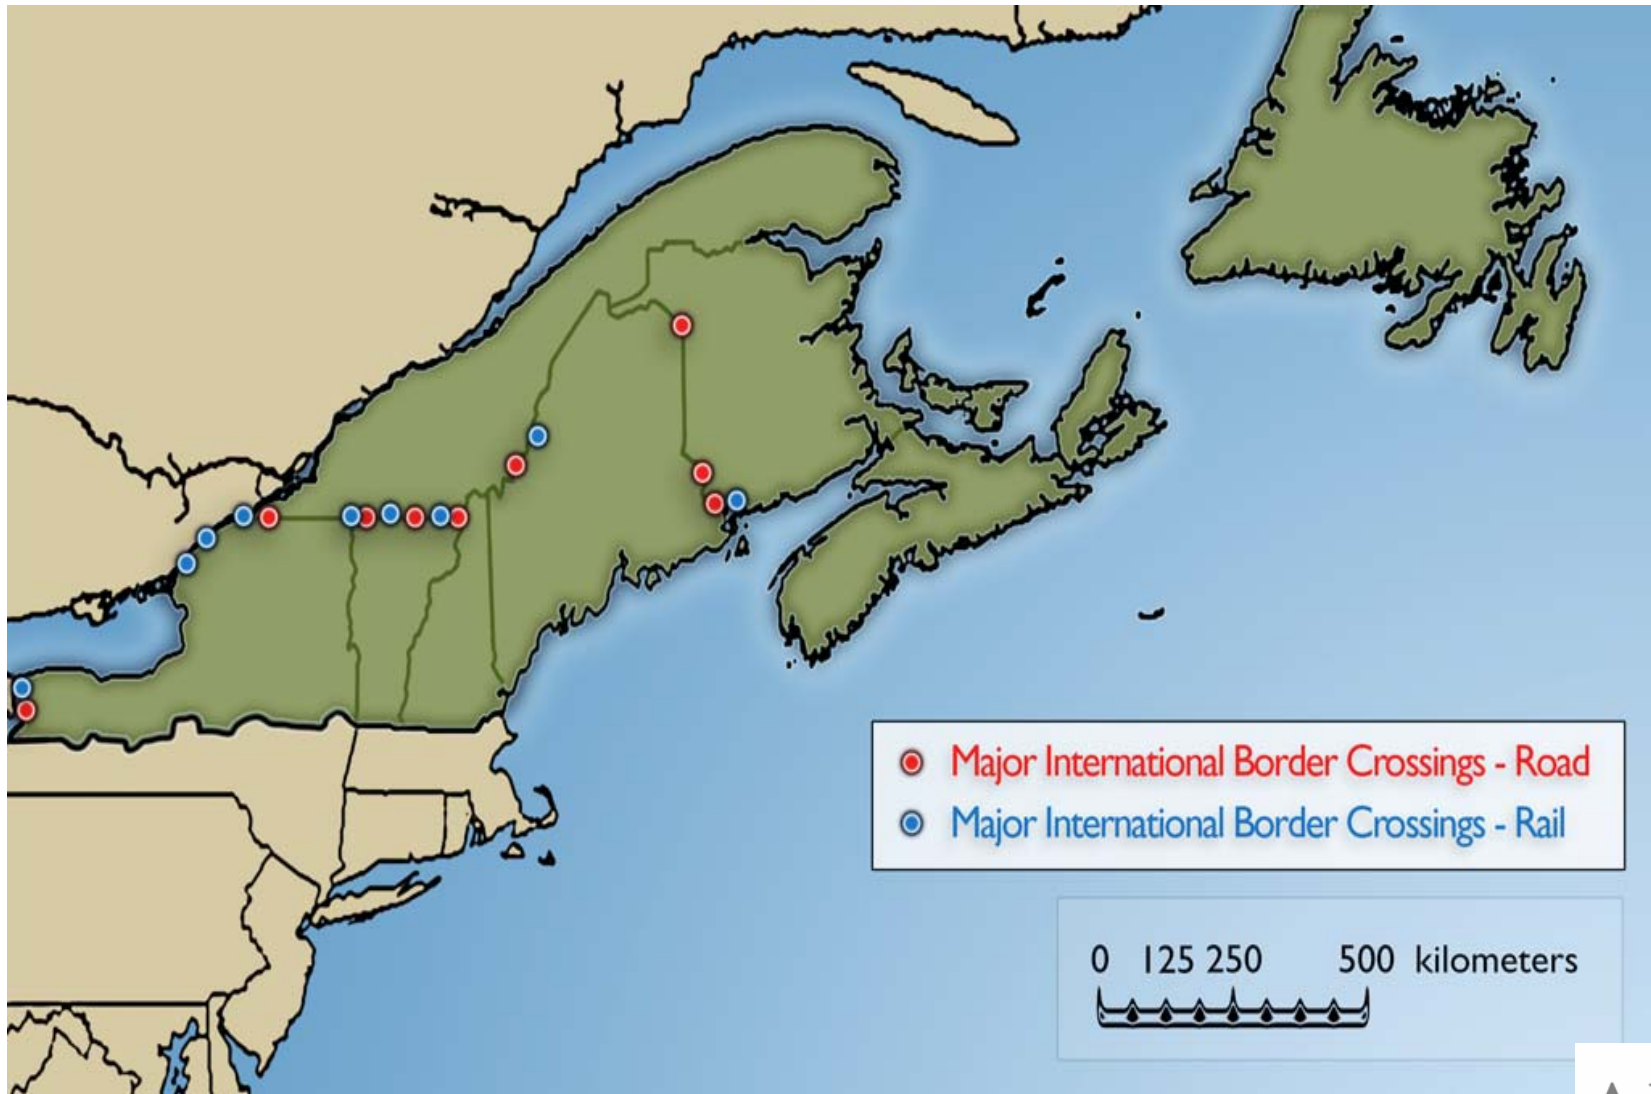 Major International Border Crossings - Road
Major International Border Crossings - Rail
0 125 250 500 kilometers